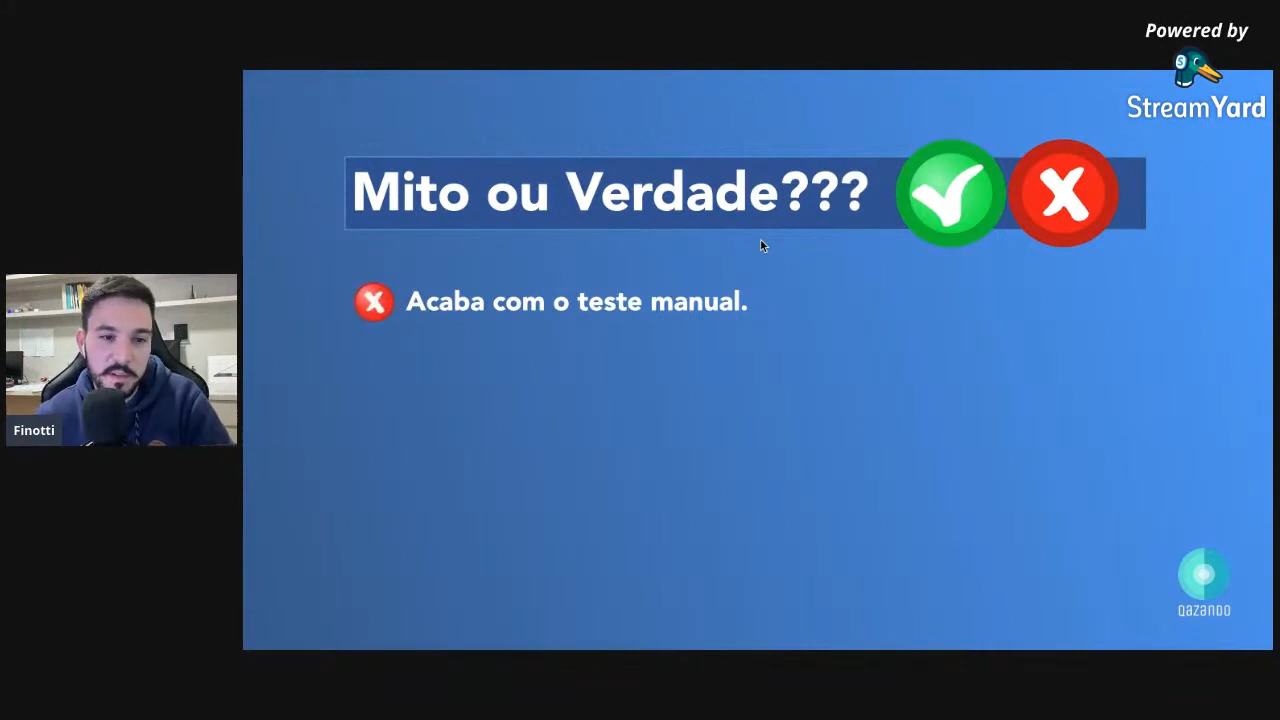 Powered by
StreamYard
Mito ou Verdade???
Acaba com o teste manual.
Finotti
QAZANDO